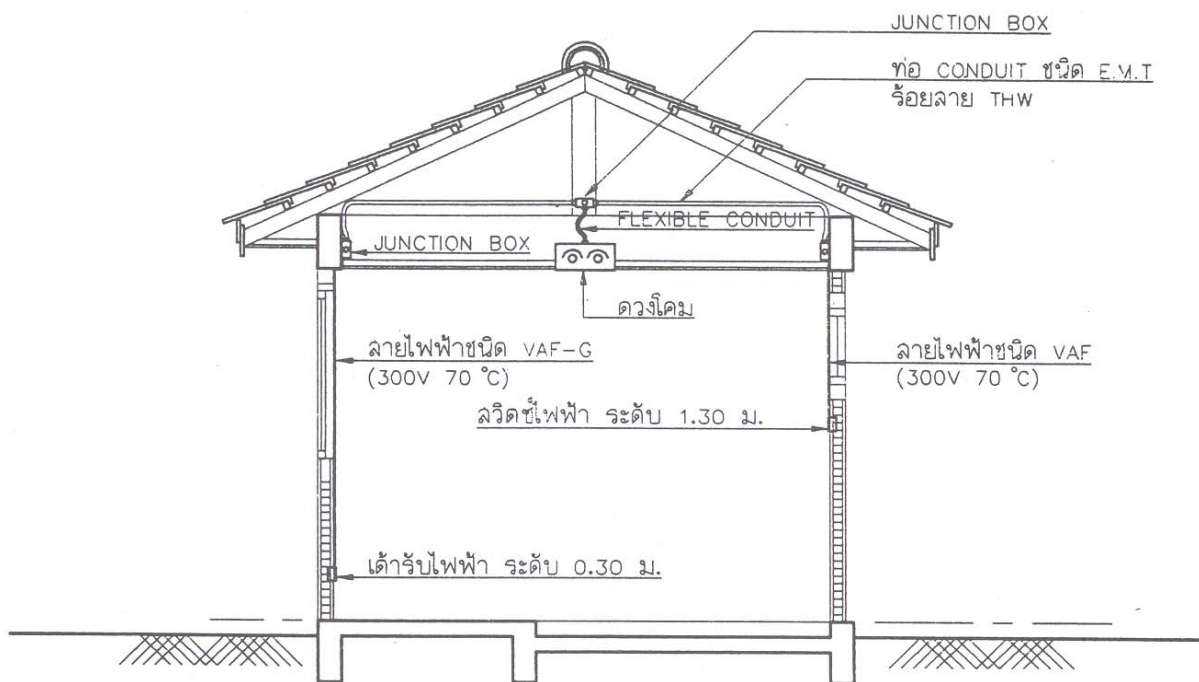 JUNCTION BOX
ท่อ CONDUIT ชนิด E.M.T
ร้อยสาย THW
FLEXIBLE CONDUIT
JUNCTION BOX
ดวงโคม
สายไฟฟ้าชนิด VAF-G
(300V 70 °C)
สายไฟฟ้าชนิด VAF
(300V 70 °C)
สวิตช์ไฟฟ้า ระดับ 1.30 ม.
เต้ารับไฟฟ้า ระดับ 0.30 ม.